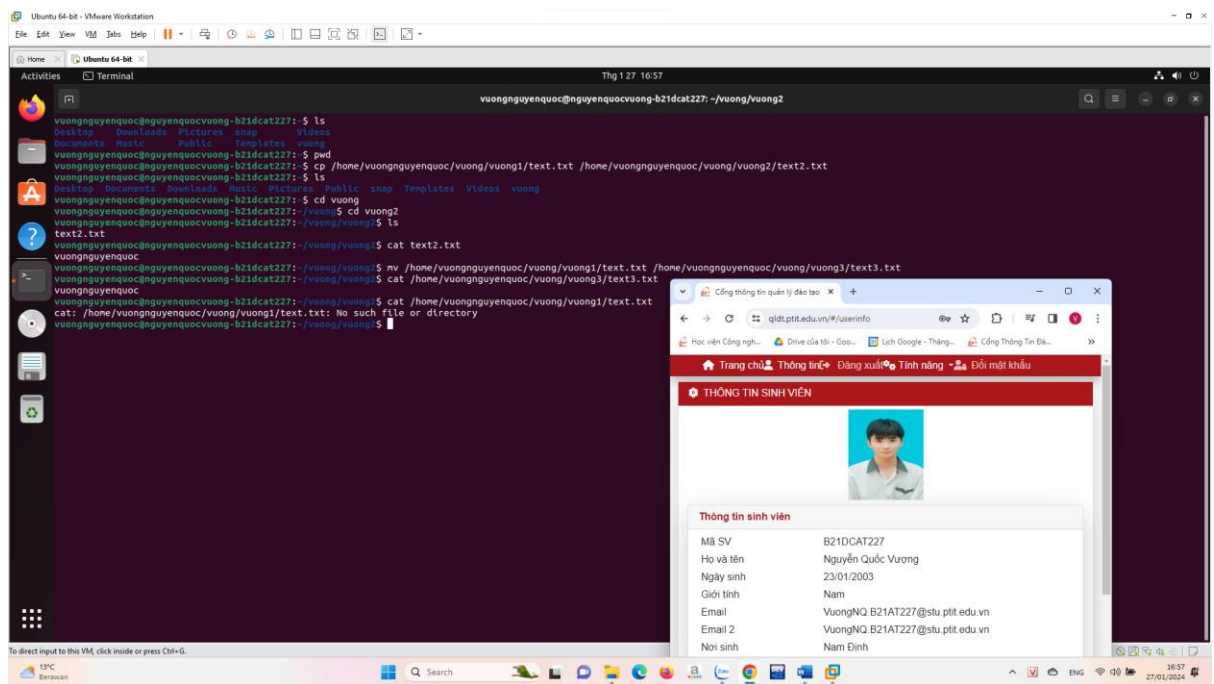 Ubuntu 64-bit - VMware Workstation
File Edit View VM Tabs Help
Home
Ubuntu 64-bit
Activities Terminal Thg 1 27 16:57
vuongnguyenquoc@nguyenquocvuong-b21dcat227: ~/vuong/vuong2
vuongnguyenquoc@nguyenquocvuong-b21dcat227:~$ ls
Desktop Downloads Pictures snap Videos
Documents Music Public Templates vuong
vuongnguyenquoc@nguyenquocvuong-b21dcat227:~$ pwd
vuongnguyenquoc@nguyenquocvuong-b21dcat227:~$ cp /home/vuongnguyenquoc/vuong/vuong1/text.txt /home/vuongnguyenquoc/vuong/vuong2/text2.txt
vuongnguyenquoc@nguyenquocvuong-b21dcat227:~$ ls
Desktop Documents Downloads Music Pictures Public snap Templates Videos vuong
vuongnguyenquoc@nguyenquocvuong-b21dcat227:~$ cd vuong
vuongnguyenquoc@nguyenquocvuong-b21dcat227:~/vuong$ cd vuong2
vuongnguyenquoc@nguyenquocvuong-b21dcat227:~/vuong/vuong2$ ls
text2.txt
vuongnguyenquoc@nguyenquocvuong-b21dcat227:~/vuong/vuong2$ cat text2.txt
vuongnguyenquoc
vuongnguyenquoc@nguyenquocvuong-b21dcat227:~/vuong/vuong2$ mv /home/vuongnguyenquoc/vuong/vuong1/text.txt /home/vuongnguyenquoc/vuong/vuong3/text3.txt
vuongnguyenquoc@nguyenquocvuong-b21dcat227:~/vuong/vuong2$ cat /home/vuongnguyenquoc/vuong/vuong3/text3.txt
vuongnguyenquoc
vuongnguyenquoc@nguyenquocvuong-b21dcat227:~/vuong/vuong2$ cat /home/vuongnguyenquoc/vuong/vuong1/text.txt
cat: /home/vuongnguyenquoc/vuong/vuong1/text.txt: No such file or directory
vuongnguyenquoc@nguyenquocvuong-b21dcat227:~/vuong/vuong2$
Cổng thông tin quản lý đào tạo
qldt.ptit.edu.vn/#/userinfo
Học viện Công ngh... Drive của tôi - Goo... Lịch Google - Tháng... Cổng Thông Tin Đà...
Trang chủ Thông tin Đăng xuất Tính năng Đổi mật khẩu
THÔNG TIN SINH VIÊN
Thông tin sinh viên
Mã SV B21DCAT227
Họ và tên Nguyễn Quốc Vượng
Ngày sinh 23/01/2003
Giới tính Nam
Email VuongNQ.B21AT227@stu.ptit.edu.vn
Email 2 VuongNQ.B21AT227@stu.ptit.edu.vn
Nơi sinh Nam Định
To direct input to this VM, click inside or press Ctrl+G.
13°C
Berawan
Search
ENG
16:57
27/01/2024